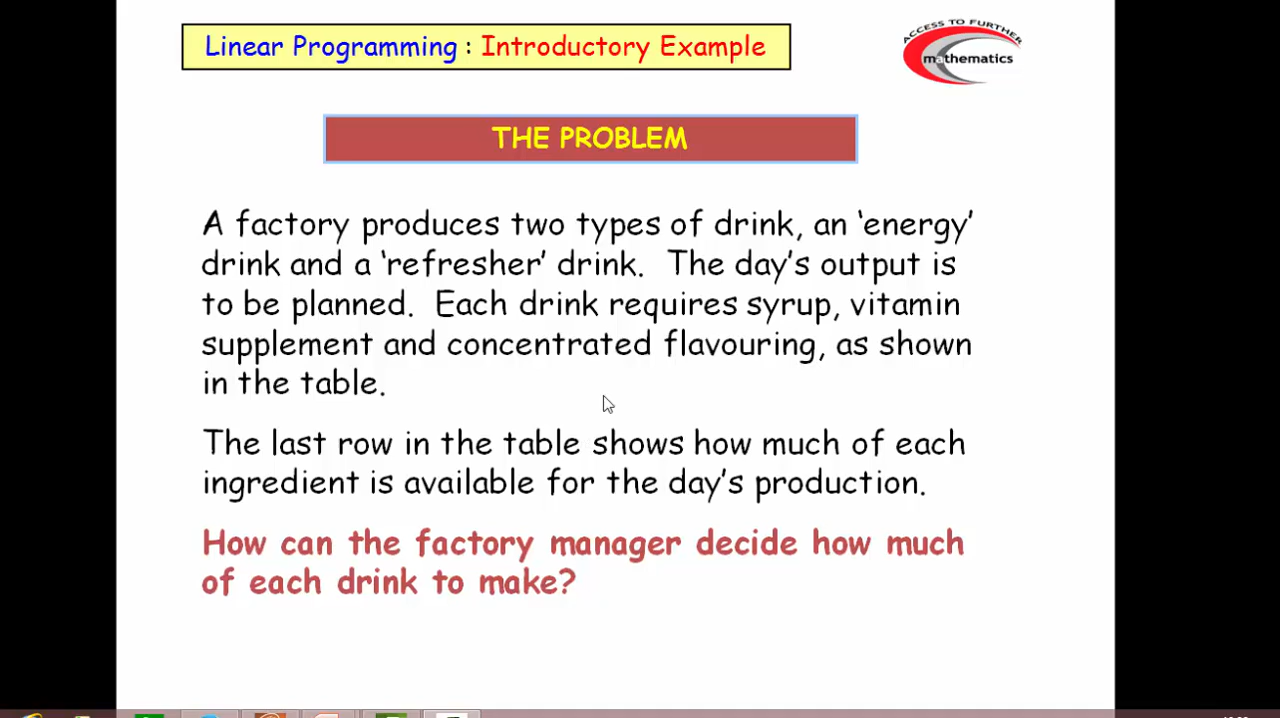 Linear Programming : Introductory Example
ACCESS TO FURTHER
mathematics
THE PROBLEM
A factory produces two types of drink, an ‘energy’
drink and a ‘refresher’ drink. The day’s output is
to be planned. Each drink requires syrup, vitamin
supplement and concentrated flavouring, as shown
in the table.
The last row in the table shows how much of each
ingredient is available for the day’s production.
How can the factory manager decide how much
of each drink to make?